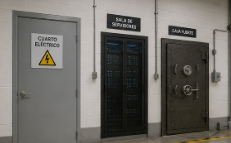 CUARTO
ELÉCTRICO
SALA DE
SERVIDORES
CAJA FUERTE